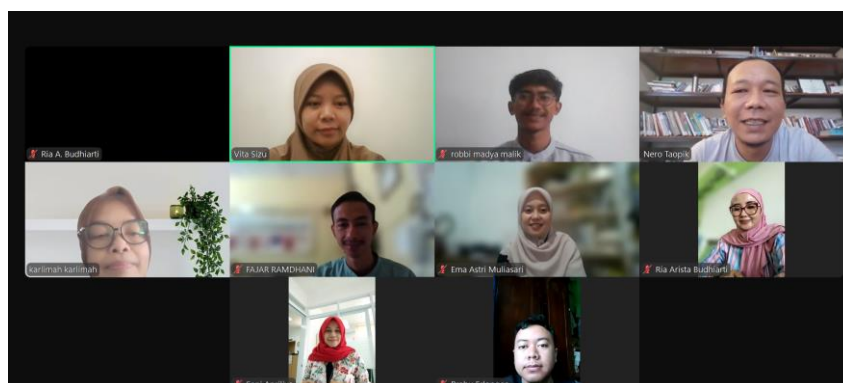 Ria A. Budhiarti
Vita Sizu
robbi madya malik
Nero Taopik
karlimah karlimah
FAJAR RAMDHANI
Ema Astri Muliasari
Ria Arista Budhiarti